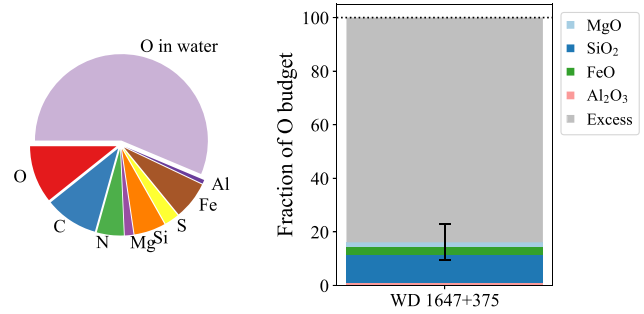 O in water
O
C
N
Mg
Si
S
Fe
Al
Fraction of O budget
100
80
60
40
20
0
WD 1647+375
MgO
SiO₂
FeO
Al₂O₃
Excess